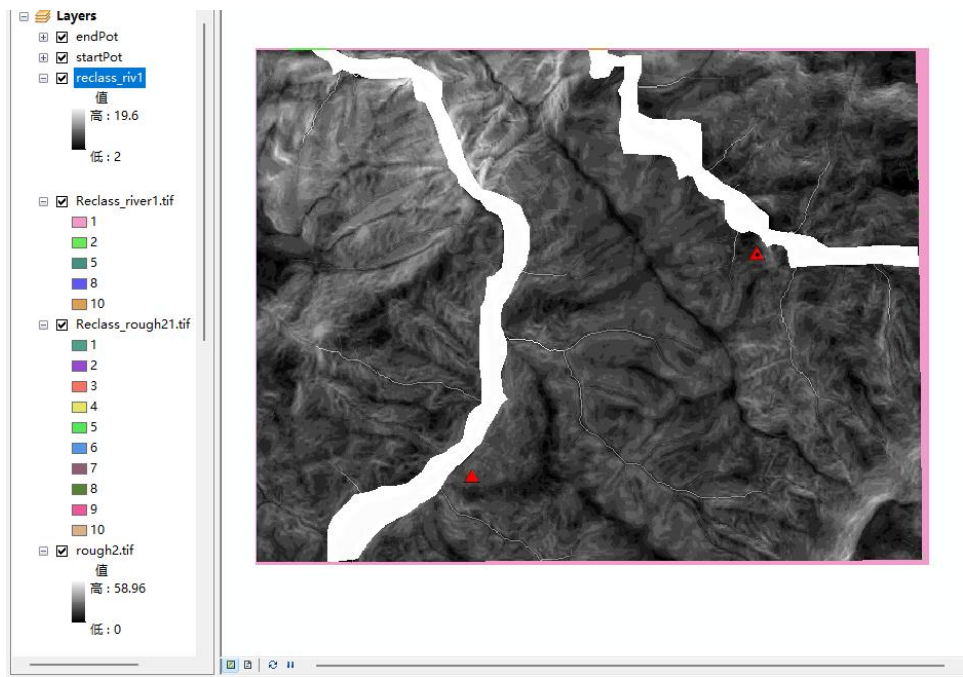 Layers
endPot
startPot
reclass_riv1
值
高 : 19.6
低 : 2
Reclass_river1.tif
1
2
5
8
10
Reclass_rough21.tif
1
2
3
4
5
6
7
8
9
10
rough2.tif
值
高 : 58.96
低 : 0